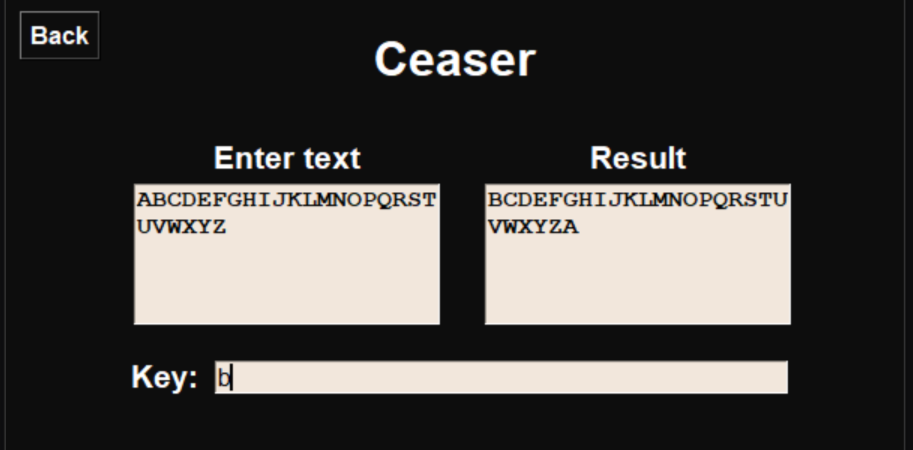 Back
Ceaser
Enter text
Result
ABCDEFGHIJKLMNOPQRST
UVWXYZ
BCDEFGHIJKLMNOPQRSTU
VWXYZA
Key: b